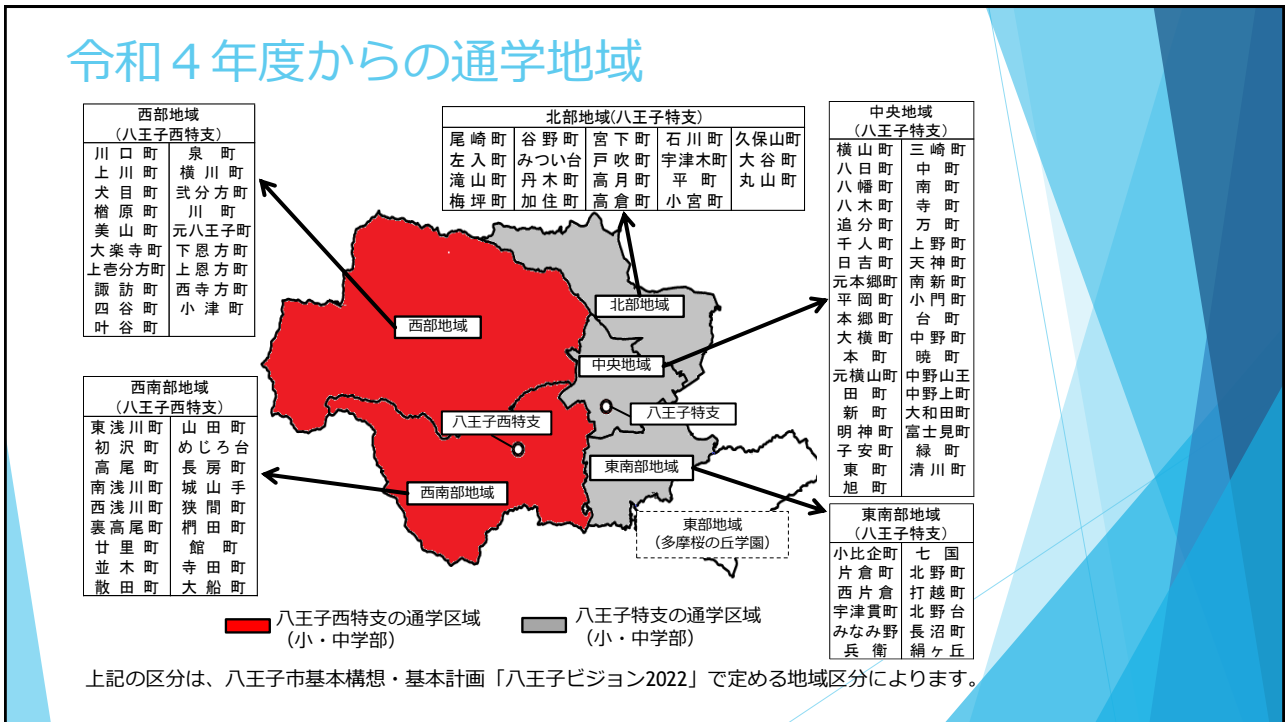 令和４年度からの通学地域
西部地域
（八王子西特支）
川口町 泉町
上川町 横川町
犬目町 弐分方町
楢原町 川町
美山町 元八王子町
大楽寺町 下恩方町
上壱分方町 上恩方町
諏訪町 西寺方町
四谷町 小津町
叶谷町
北部地域(八王子特支)
尾崎町 谷野町 宮下町 石川町 久保山町
左入町 みつい台 戸吹町 宇津木町 大谷町
滝山町 丹木町 高月町 平町 丸山町
梅坪町 加住町 高倉町 小宮町
中央地域
（八王子特支）
横山町 三崎町
八日町 中町
八幡町 南町
八木町 寺町
追分町 万町
千人町 上野町
日吉町 天神町
元本郷町 南新町
平岡町 小門町
本郷町 台町
大横町 中野町
本町 暁町
元横山町 中野山王
田町 中野上町
新町 大和田町
明神町 富士見町
子安町 緑町
東町 清川町
旭町
北部地域
西部地域
中央地域
八王子特支
八王子西特支
東南部地域
西南部地域
東部地域
（多摩桜の丘学園）
西南部地域
（八王子西特支）
東浅川町 山田町
初沢町 めじろ台
高尾町 長房町
南浅川町 城山手
西浅川町 狭間町
裏高尾町 椚田町
廿里町 館町
並木町 寺田町
散田町 大船町
東南部地域
（八王子特支）
小比企町 七国
片倉町 北野町
西片倉 打越町
宇津貫町 北野台
みなみ野 長沼町
兵衛 絹ヶ丘
八王子西特支の通学区域
（小・中学部）
八王子特支の通学区域
（小・中学部）
上記の区分は、八王子市基本構想・基本計画「八王子ビジョン2022」で定める地域区分によります。